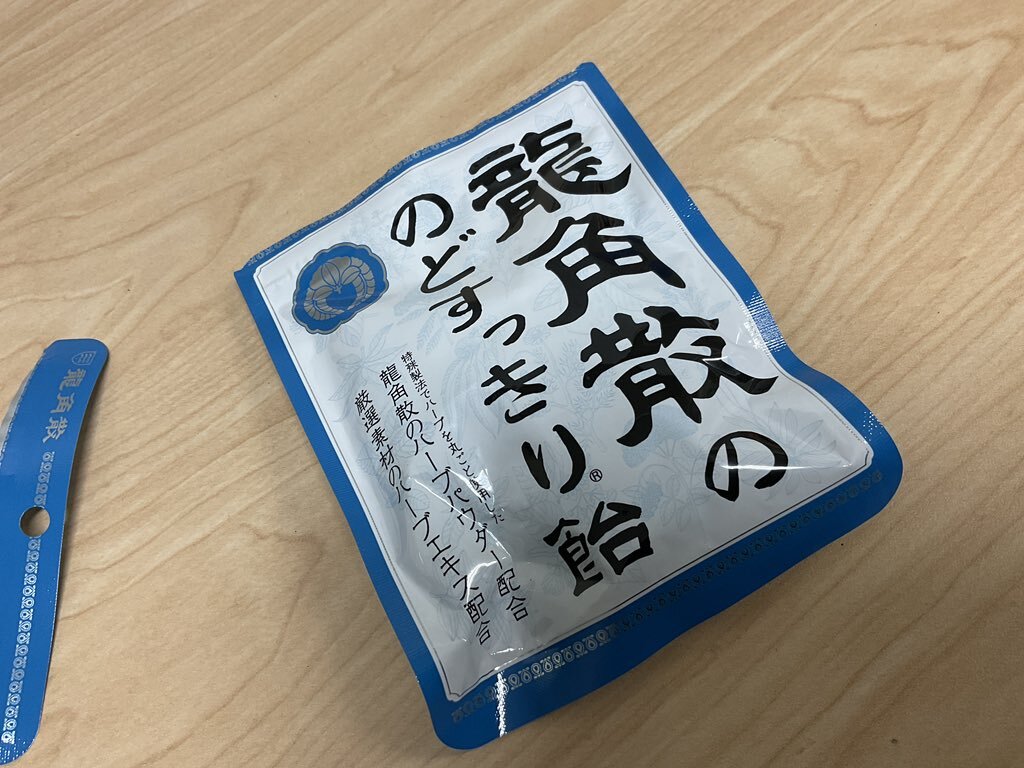 龍角散の
のどすっきり飴®
特殊製法でハーブを丸ごと使用した
龍角散のハーブパウダー配合
厳選素材のハーブエキス配合
龍角散